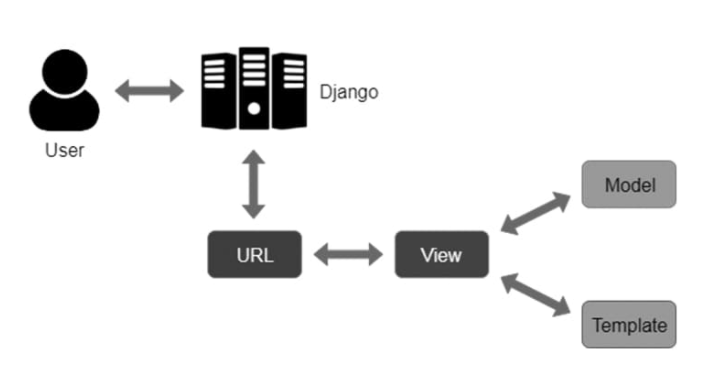 Django
User
Model
URL
View
Template